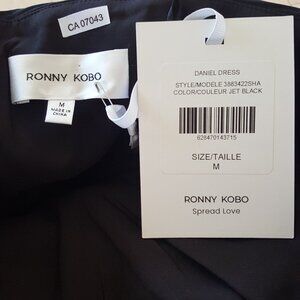 CA 07043
RONNY KOBO
M
MADE IN
CHINA
DANIEL DRESS
STYLE/MODELE 3863422SHA
COLOR/COULEUR JET BLACK
628470143715
SIZE/TAILLE
M
RONNY KOBO
Spread Love